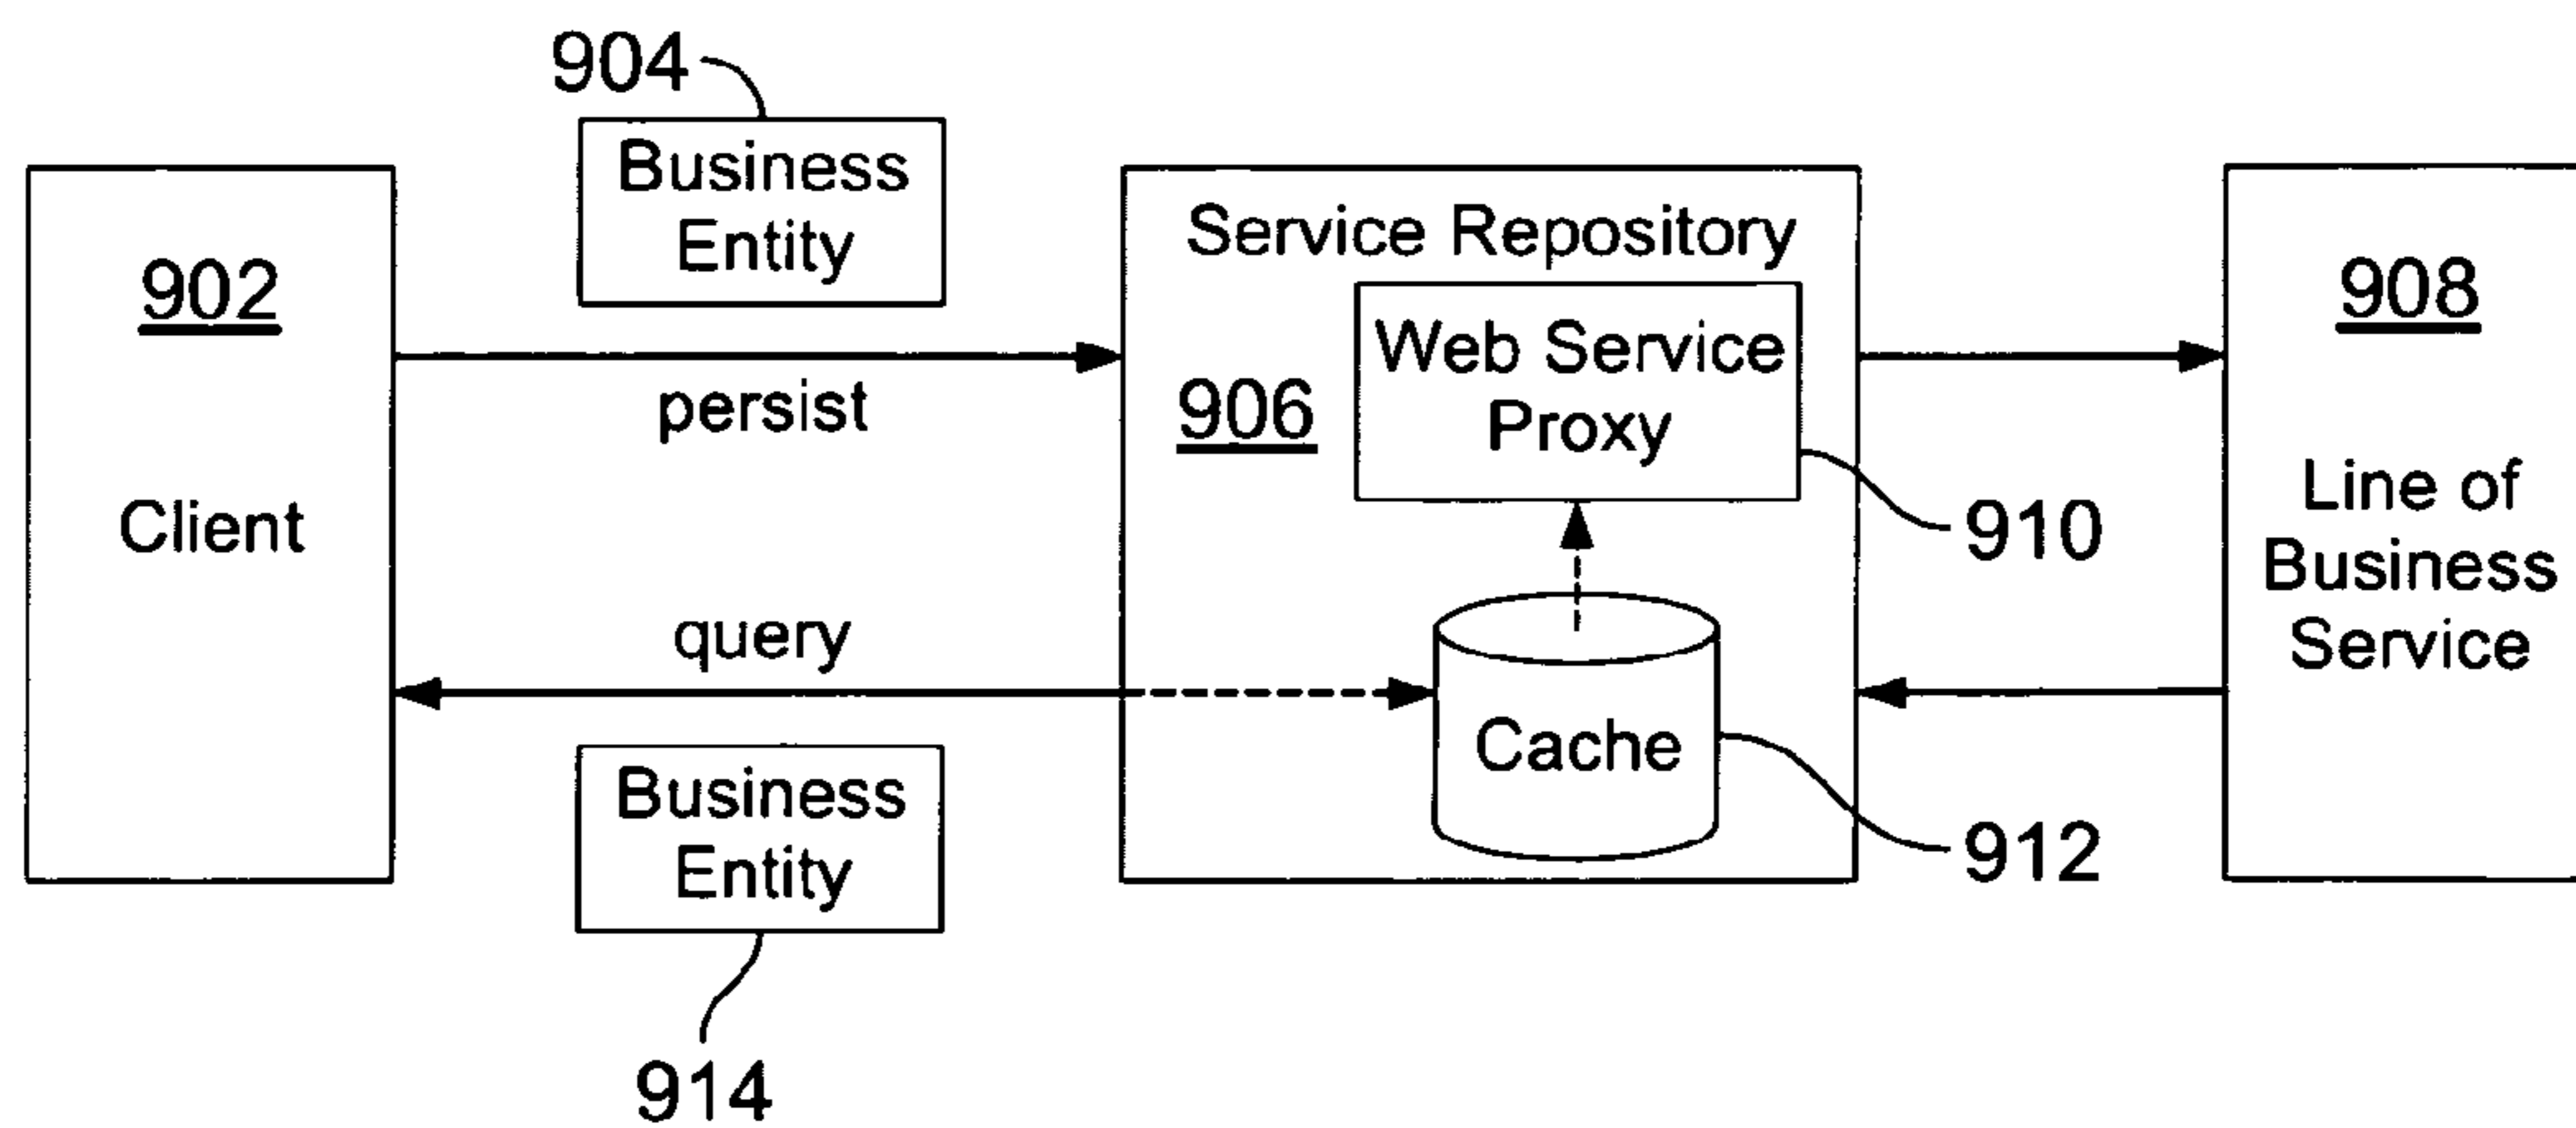 904
Business
Entity
902
Client
persist
query
Business
Entity
914
Service Repository
906
Web Service
Proxy
910
Cache
912
908
Line of
Business
Service